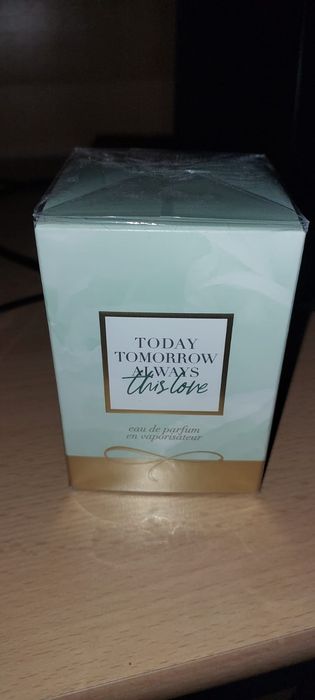 TODAY
TOMORROW
ALWAYS
this love
eau de parfum
en vaporisateur